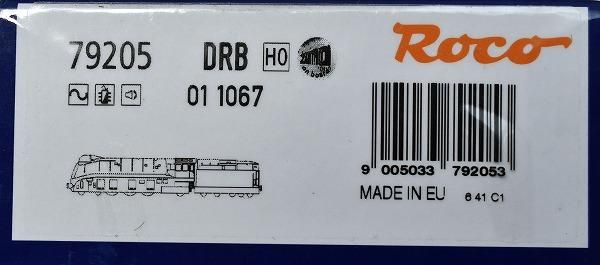 79205 DRB H0 Roco
01 1067
9 005033 792053
MADE IN EU 6 41 C1